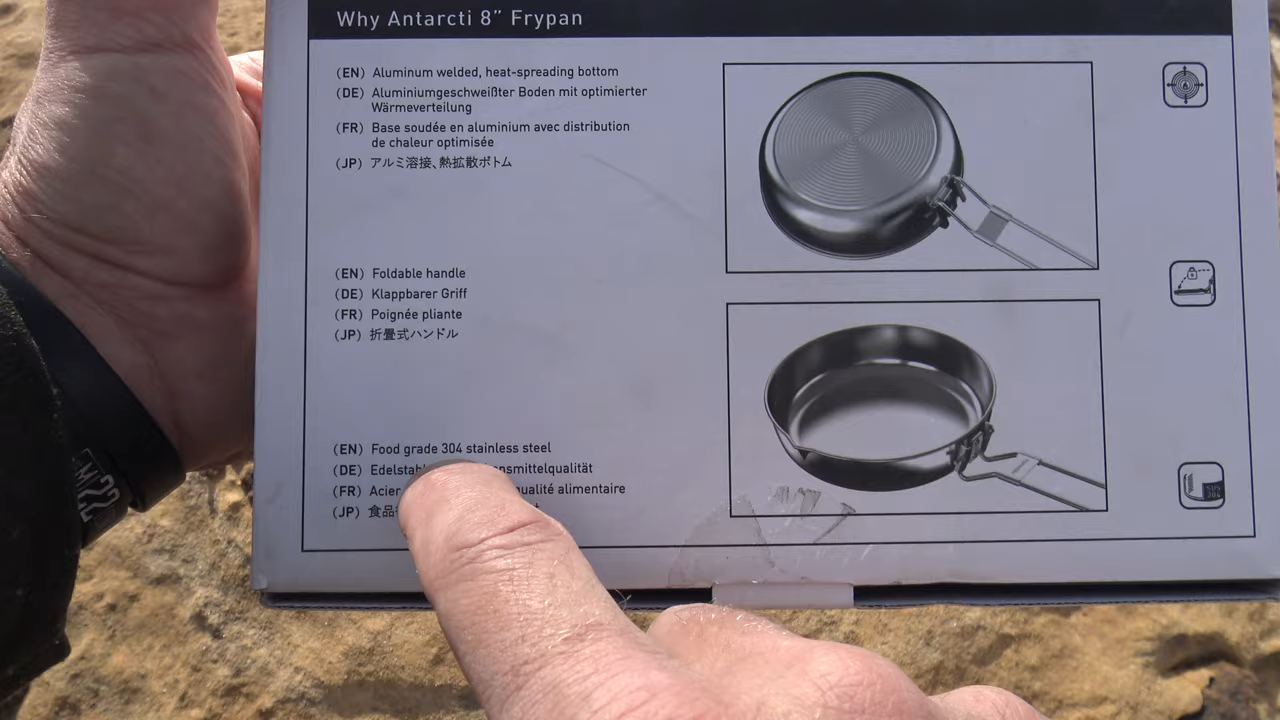 Why Antarcti 8” Frypan
(EN) Aluminum welded, heat-spreading bottom
(DE) Aluminiumgeschweißter Boden mit optimierter
Wärmeverteilung
(FR) Base soudée en aluminium avec distribution
de chaleur optimisée
(JP) アルミ溶接、熱拡散ボトム
(EN) Foldable handle
(DE) Klappbarer Griff
(FR) Poignée pliante
(JP) 折畳式ハンドル
(EN) Food grade 304 stainless steel
(DE)
(FR) Acier qualité alimentaire
(JP) 食品
SUS
304